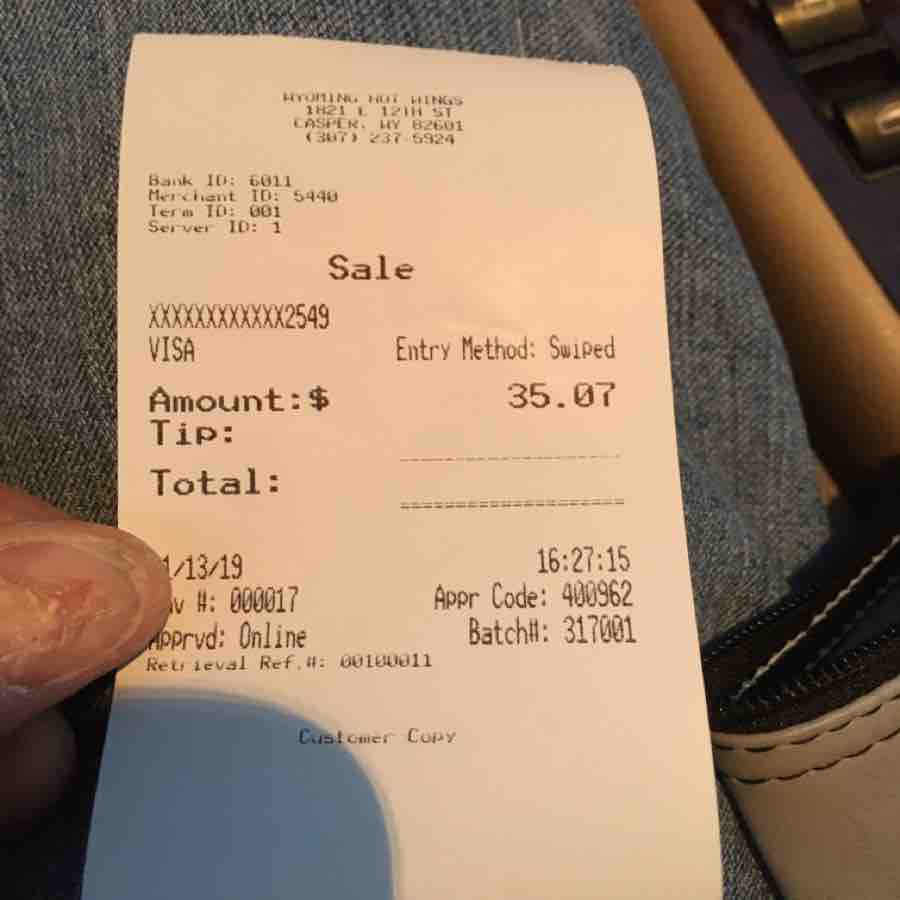 WYOMING HOT WINGS
1821 E 12TH ST
CASPER, WY 82601
(307) 237-5924
Bank ID: 6011
Merchant ID: 5440
Term ID: 001
Server ID: 1
Sale
XXXXXXXXXXXX2549
VISA Entry Method: Swiped
Amount:$ 35.07
Tip:
Total:
1/13/19 16:27:15
v #: 000017 Appr Code: 400962
Apprvd: Online Batch#: 317001
Retrieval Ref.#: 00100011
Customer Copy